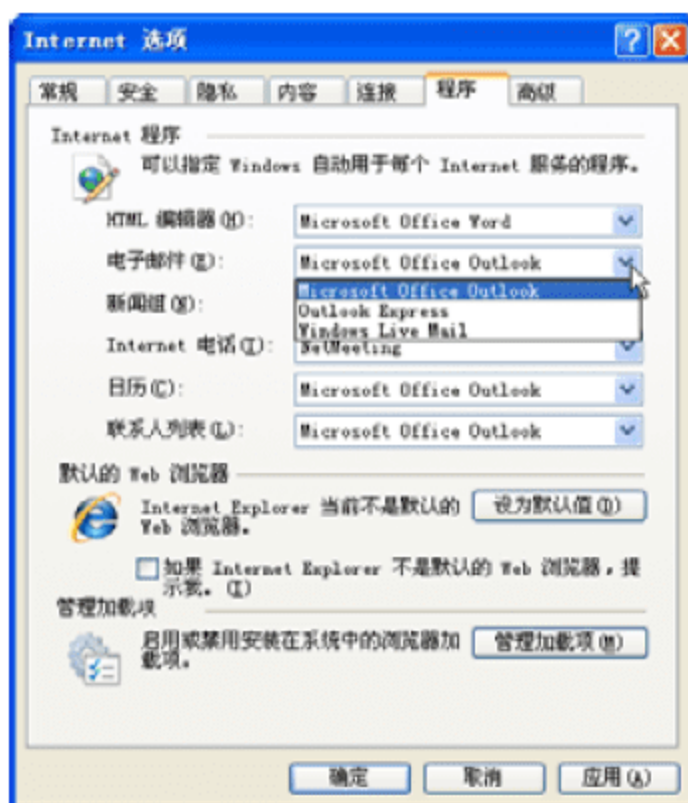 Internet 选项
常规 安全 隐私 内容 连接 程序 高级
Internet 程序
可以指定 Windows 自动用于每个 Internet 服务的程序。
HTML 编辑器(H): Microsoft Office Word
电子邮件(E): Microsoft Office Outlook
Microsoft Office Outlook
新闻组(N): Outlook Express
Windows Live Mail
Internet 电话(I): NetMeeting
日历(C): Microsoft Office Outlook
联系人列表(L): Microsoft Office Outlook
默认的 Web 浏览器
Internet Explorer 当前不是默认的 设为默认值(D)
Web 浏览器。
如果 Internet Explorer 不是默认的 Web 浏览器，提
示我。(I)
管理加载项
启用或禁用安装在系统中的浏览器加 管理加载项(M)
载项。
确定 取消 应用(A)